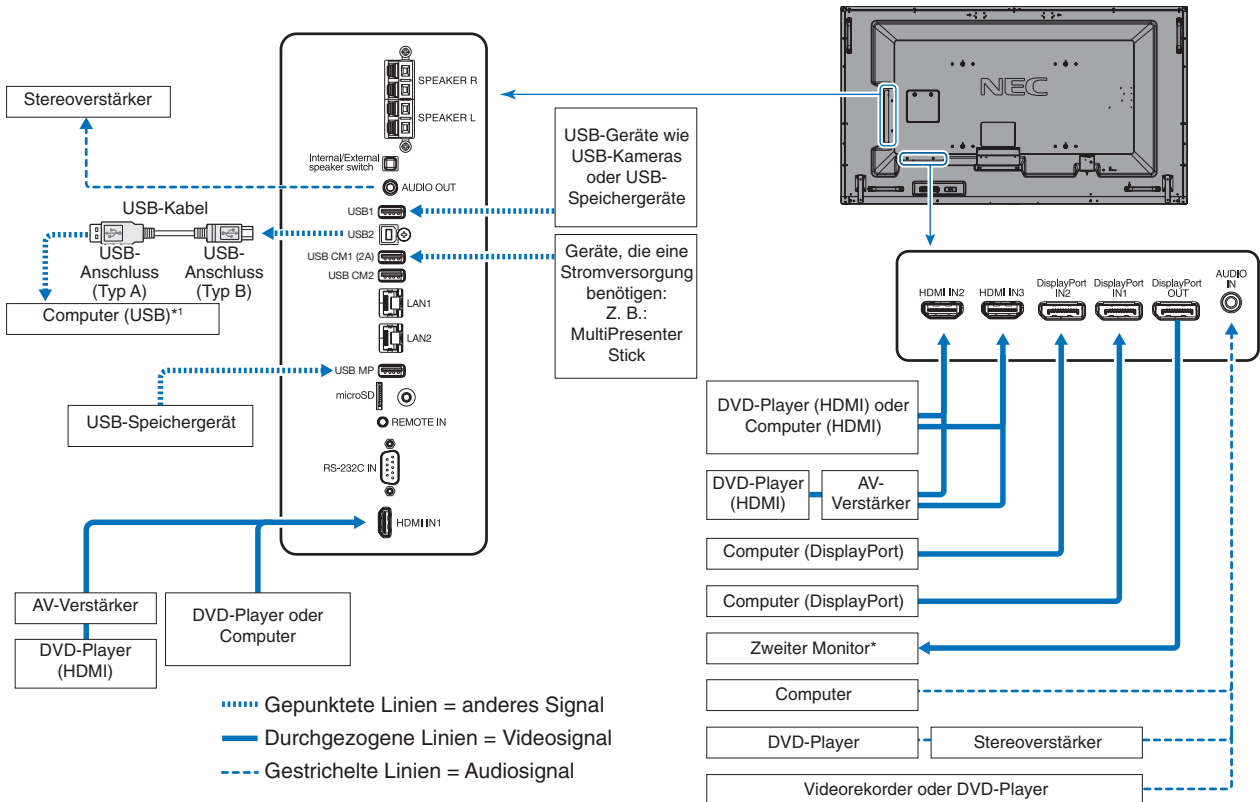 NEC
SPEAKER R
SPEAKER L
Internal/External
speaker switch
AUDIO OUT
USB1
USB2
USB CM1 (2A)
USB CM2
LAN1
LAN2
USB MP
microSD
REMOTE IN
RS-232C IN
HDMI IN1
Stereoverstärker
USB-Kabel
USB-
Anschluss
(Typ A)
USB-
Anschluss
(Typ B)
Computer (USB)*1
USB-Speichergerät
AV-Verstärker
DVD-Player
(HDMI)
DVD-Player oder
Computer
USB-Geräte wie
USB-Kameras
oder USB-
Speichergeräte
Geräte, die eine
Stromversorgung
benötigen:
Z. B.:
MultiPresenter
Stick
HDMI IN2
HDMI IN3
DisplayPort
IN2
DisplayPort
IN1
DisplayPort
OUT
AUDIO
IN
DVD-Player (HDMI) oder
Computer (HDMI)
DVD-Player
(HDMI)
AV-
Verstärker
Computer (DisplayPort)
Computer (DisplayPort)
Zweiter Monitor*
Computer
DVD-Player
Stereoverstärker
Videorekorder oder DVD-Player
Gepunktete Linien = anderes Signal
Durchgezogene Linien = Videosignal
Gestrichelte Linien = Audiosignal